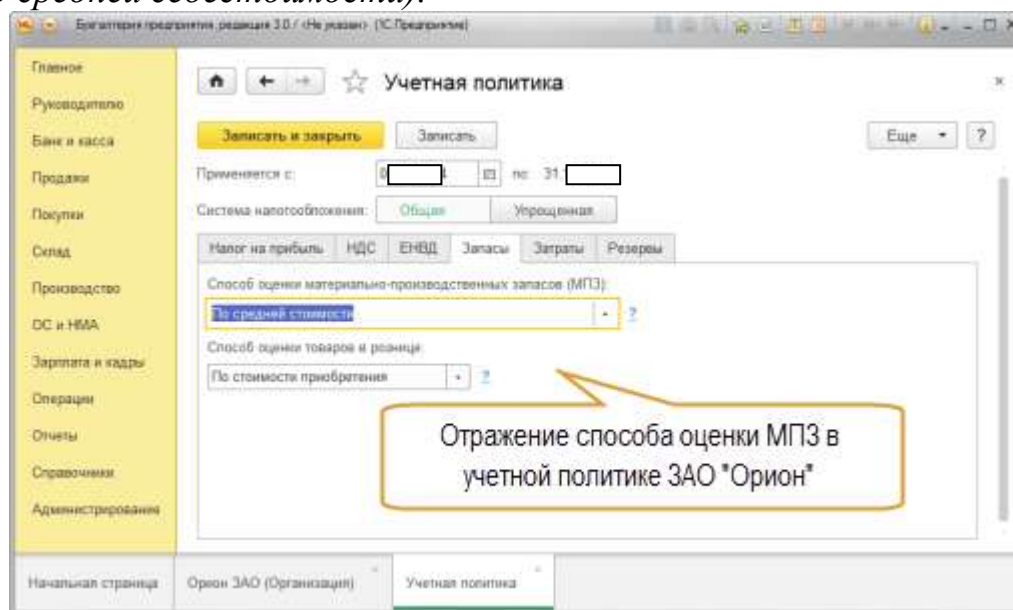 средней себестоимости).
Бухгалтерия предприятия, редакция 3.0 / <Не указан> (1С:Предприятие)
Главное
Руководителю
Банк и касса
Продажи
Покупки
Склад
Производство
ОС и НМА
Зарплата и кадры
Операции
Отчеты
Справочники
Администрирование
Учетная политика
Записать и закрыть Записать Еще ?
Применяется с: по: 31.
Система налогообложения: Общая Упрощенная
Налог на прибыль НДС ЕНВД Запасы Затраты Резервы
Способ оценки материально-производственных запасов (МПЗ):
По средней стоимости ?
Способ оценки товаров в рознице:
По стоимости приобретения ?
Отражение способа оценки МПЗ в
учетной политике ЗАО "Орион"
Начальная страница Орион ЗАО (Организация) Учетная политика